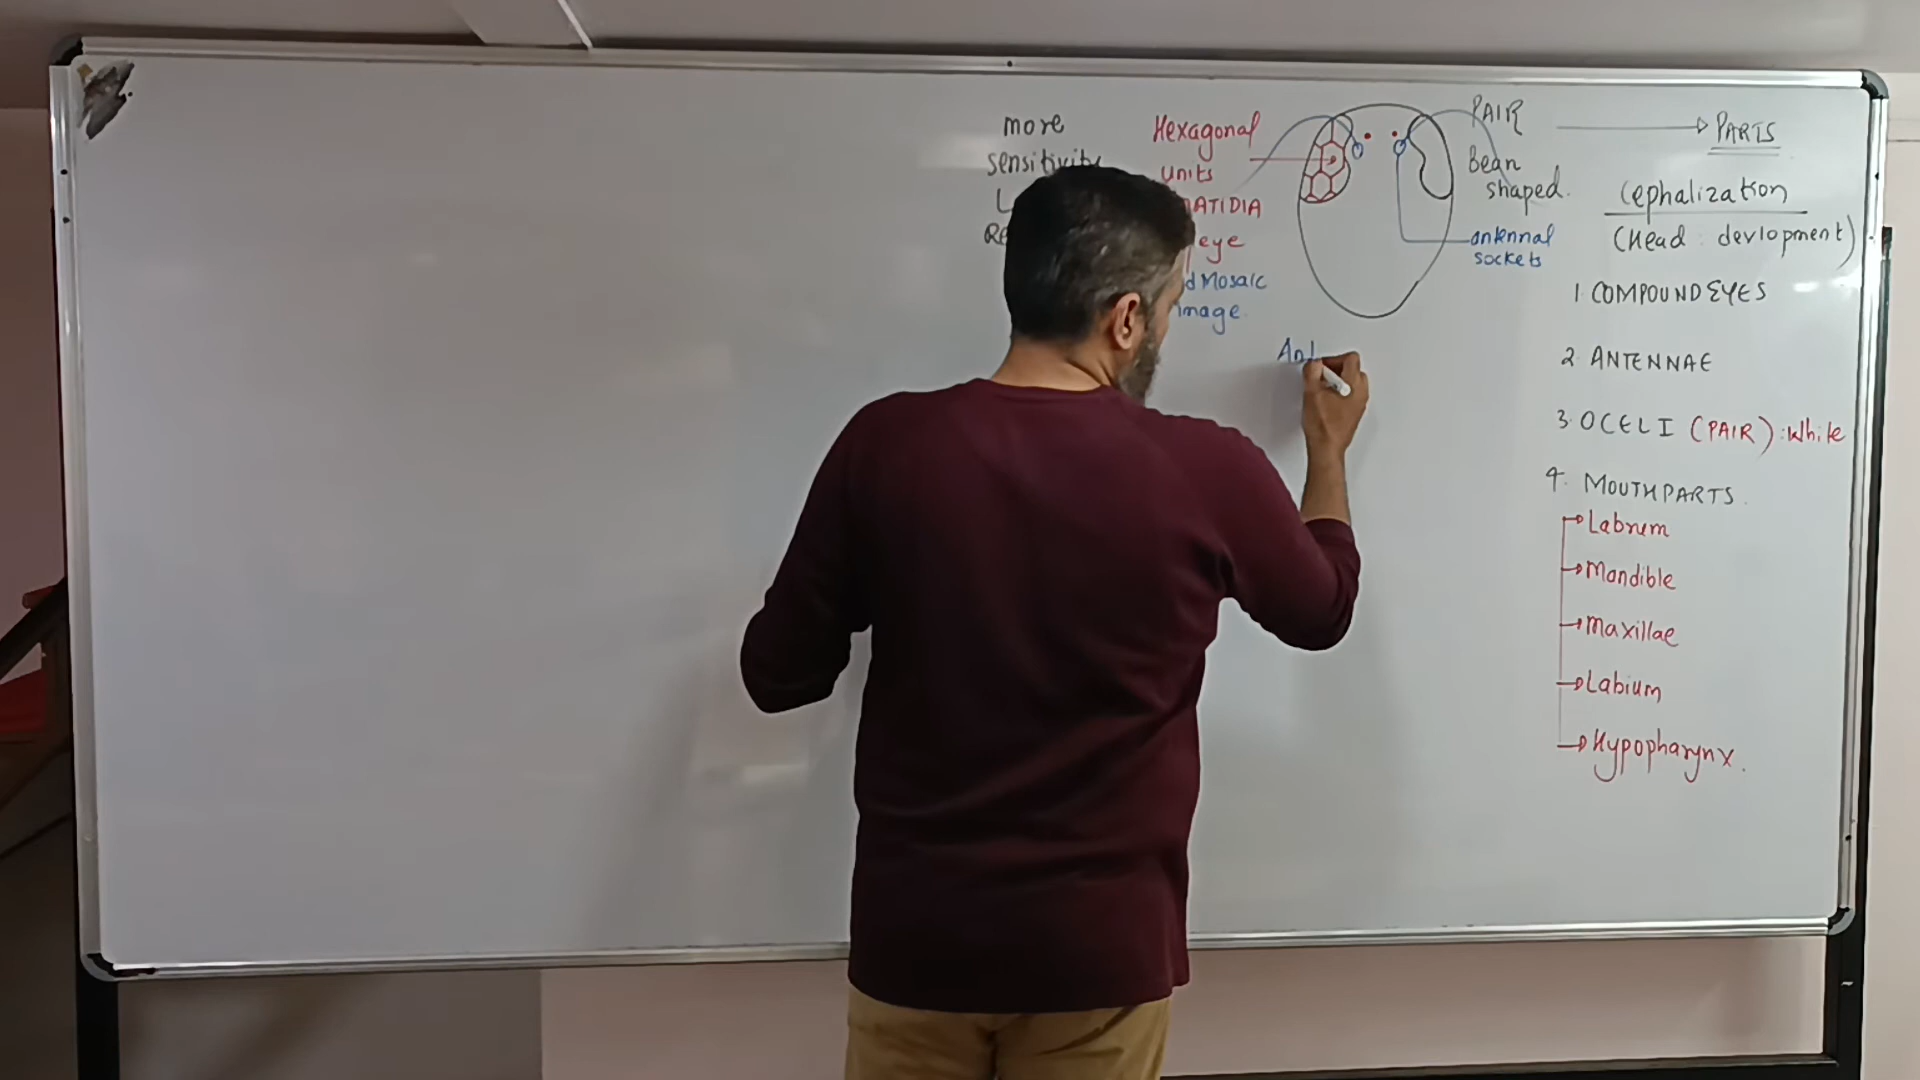 more
sensitivity
Hexagonal
units
eye
Mosaic
image
PAIR
Bean
shaped.
antennal
sockets
PARTS
Cephalization
(Head : devlopment)
1. COMPOUND EYES
2. ANTENNAE
3. OCELI (PAIR) : White
4. MOUTHPARTS.
Labrum
Mandible
Maxillae
Labium
Hypopharynx.